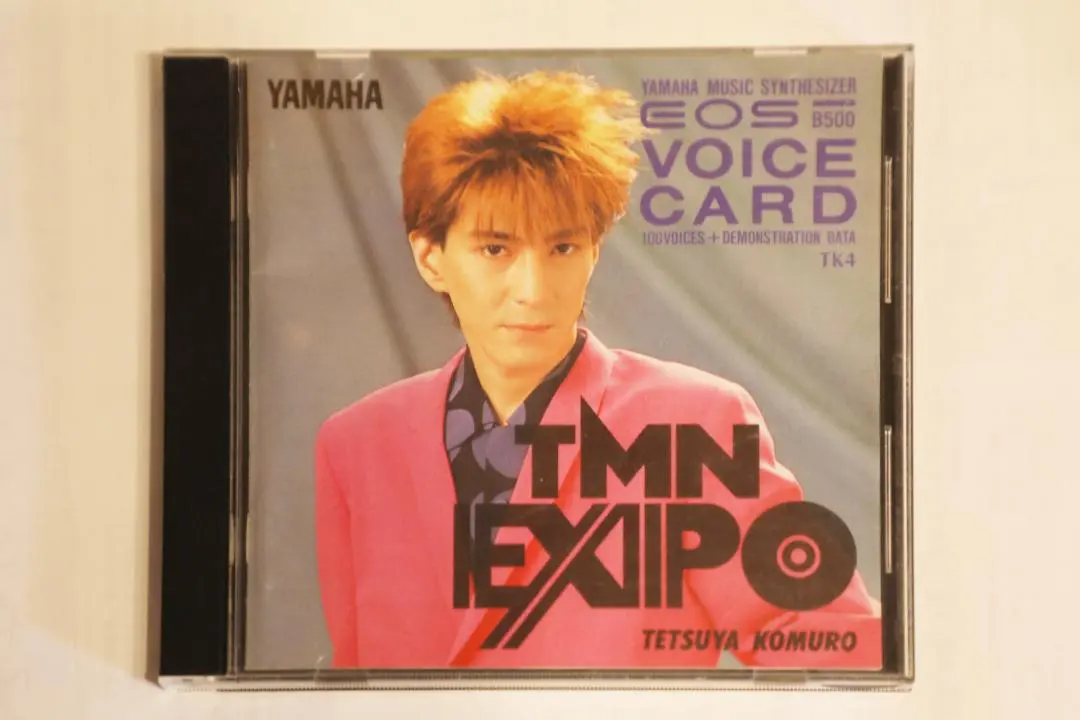 YAMAHA
YAMAHA MUSIC SYNTHESIZER
EOS B500
VOICE
CARD
100VOICES+DEMONSTRATION DATA
TK4
TMN
EXPO
TETSUYA KOMURO